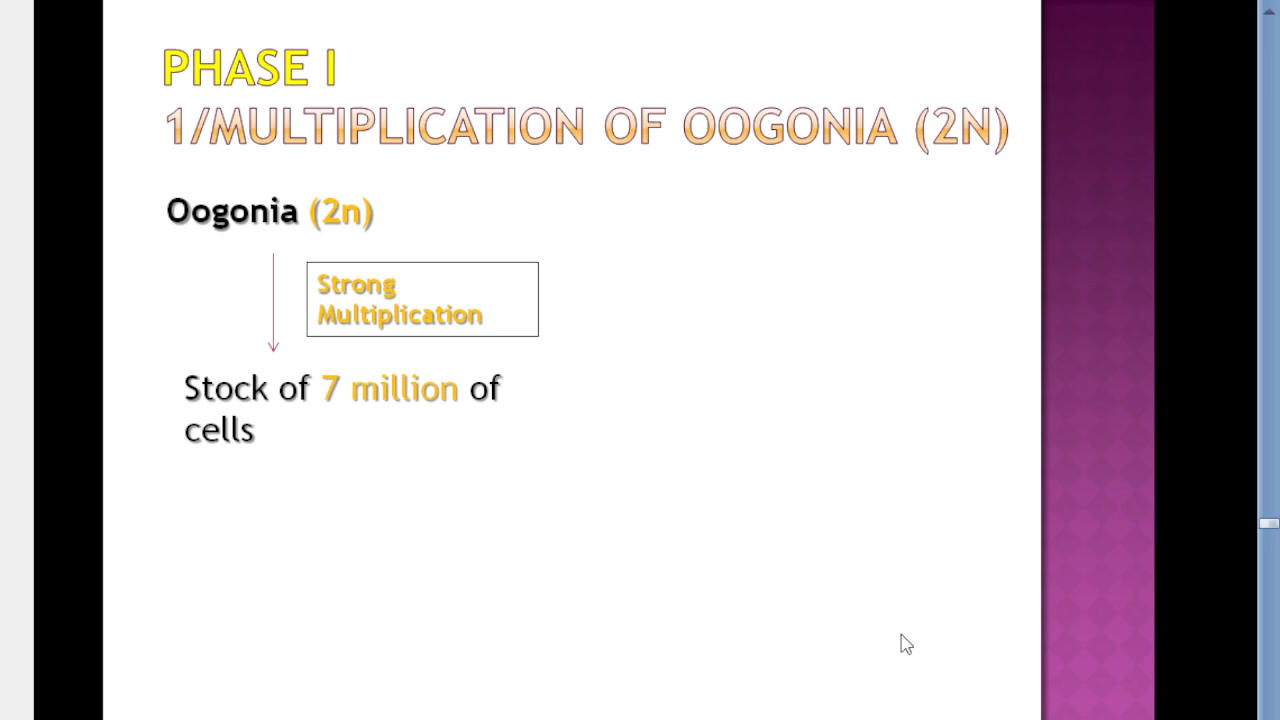 PHASE I
1/MULTIPLICATION OF OOGONIA (2N)
Oogonia (2n)
Strong
Multiplication
Stock of 7 million of
cells